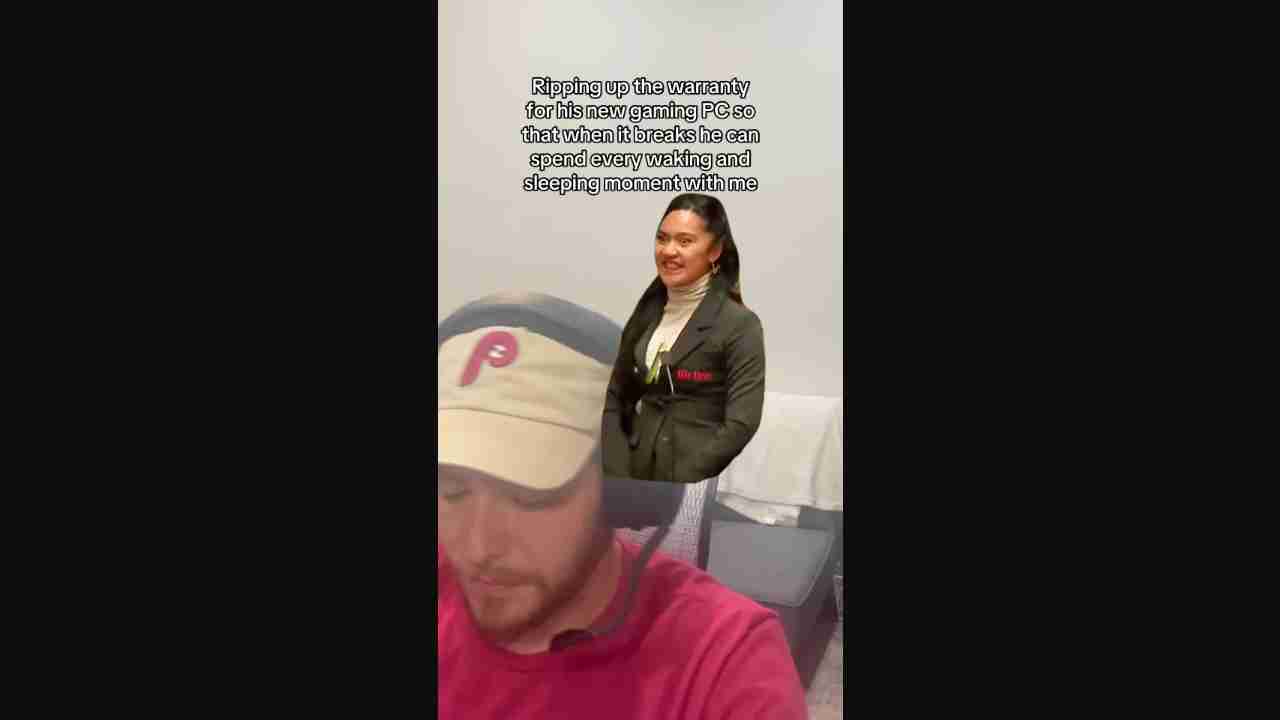 Ripping up the warranty
for his new gaming PC so
that when it breaks he can
spend every waking and
sleeping moment with me
P